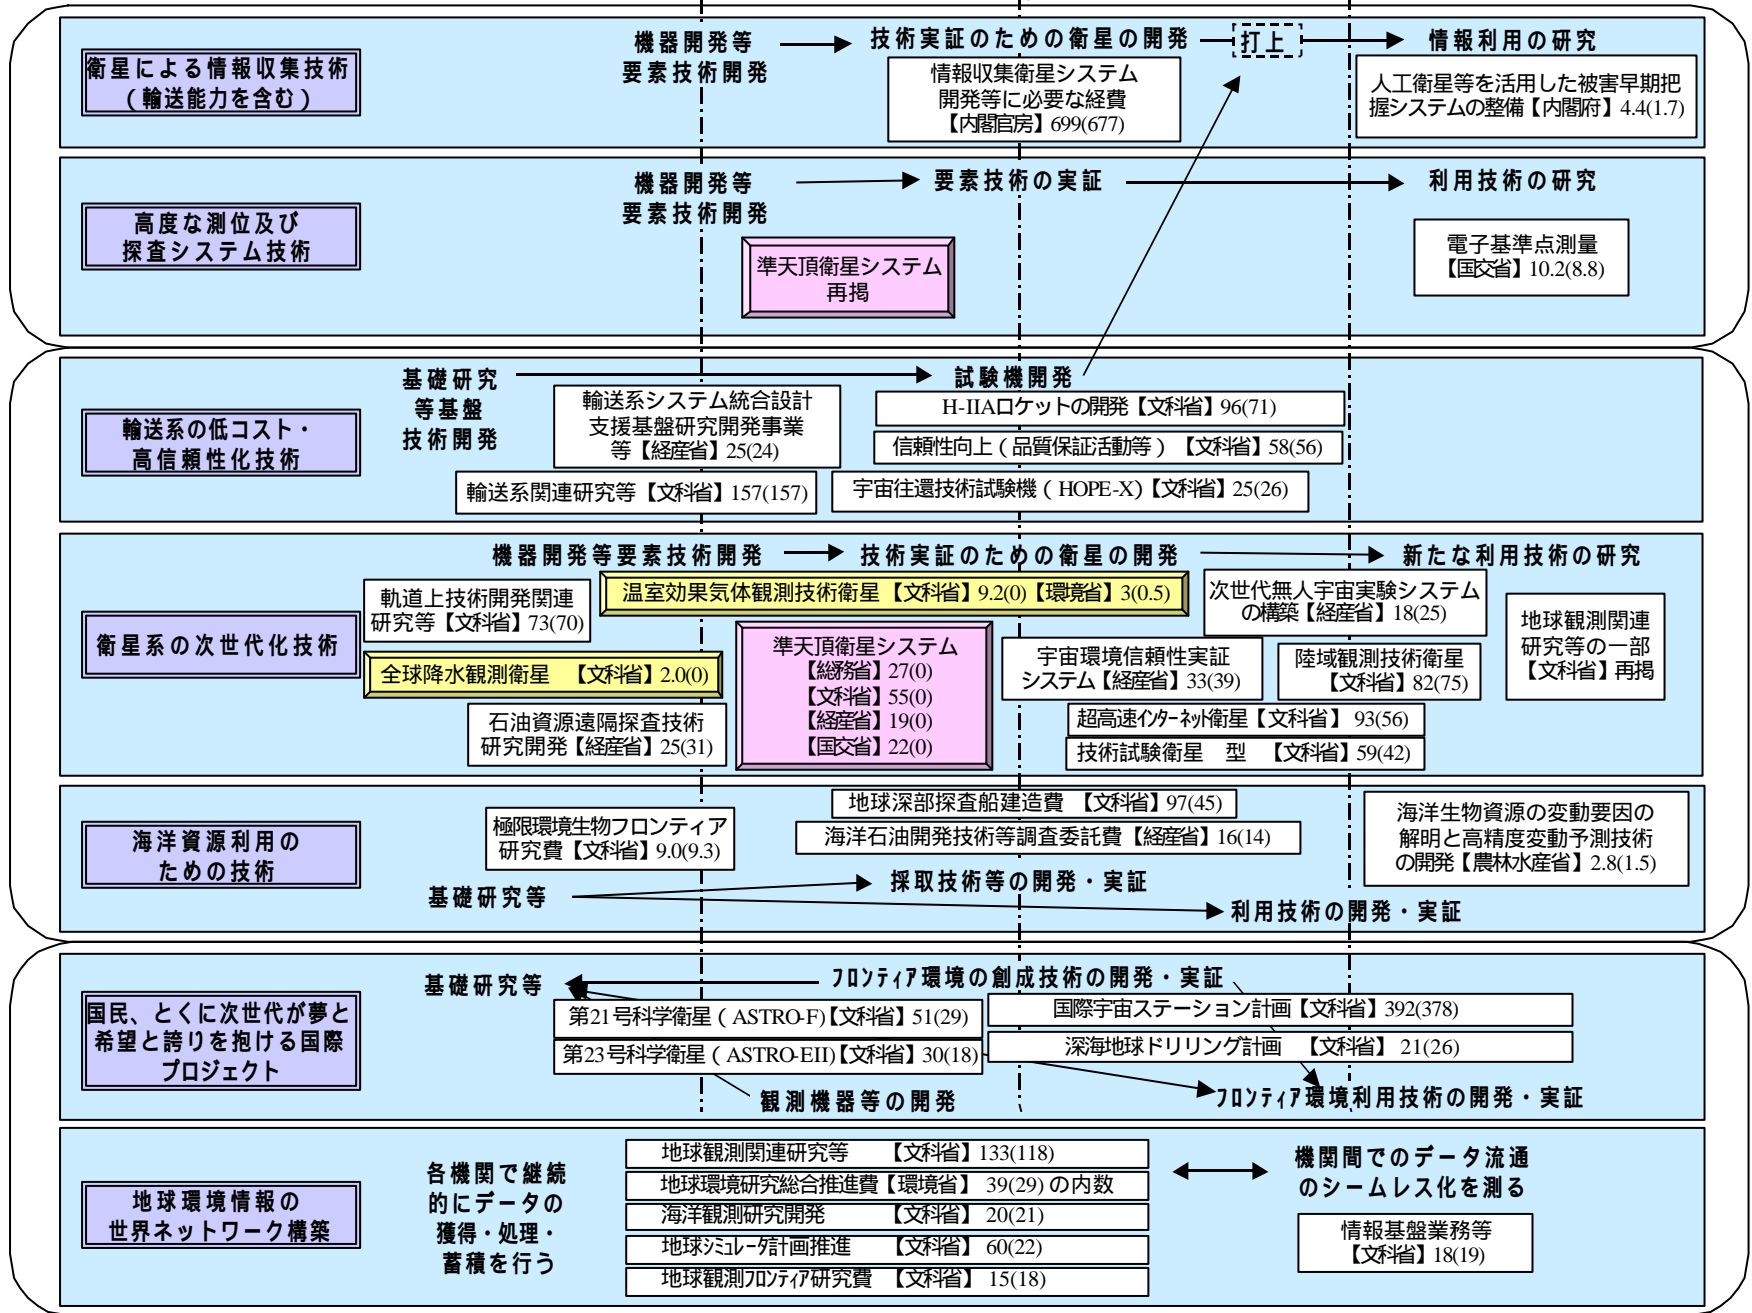 衛星による情報収集技術
(輸送能力を含む)
機器開発等
要素技術開発
技術実証のための衛星の開発
打上
情報利用の研究
情報収集衛星システム
開発等に必要な経費
【内閣官房】699(677)
人工衛星等を活用した被害早期把
握システムの整備【内閣府】4.4(1.7)
高度な測位及び
探査システム技術
機器開発等
要素技術開発
要素技術の実証
利用技術の研究
準天頂衛星システム
再掲
電子基準点測量
【国交省】10.2(8.8)
輸送系の低コスト・
高信頼性化技術
基礎研究
等基盤
技術開発
試験機開発
輸送系システム統合設計
支援基盤研究開発事業
等【経産省】25(24)
H-IIAロケットの開発【文科省】96(71)
信頼性向上(品質保証活動等)【文科省】58(56)
輸送系関連研究等【文科省】157(157)
宇宙往還技術試験機(HOPE-X)【文科省】25(26)
衛星系の次世代化技術
機器開発等要素技術開発
技術実証のための衛星の開発
新たな利用技術の研究
軌道上技術開発関連
研究等【文科省】73(70)
温室効果気体観測技術衛星【文科省】9.2(0)【環境省】3(0.5)
次世代無人宇宙実験システム
の構築【経産省】18(25)
地球観測関連
研究等の一部
【文科省】再掲
全球降水観測衛星 【文科省】2.0(0)
準天頂衛星システム
【総務省】27(0)
【文科省】55(0)
【経産省】19(0)
【国交省】22(0)
宇宙環境信頼性実証
システム【経産省】33(39)
陸域観測技術衛星
【文科省】82(75)
石油資源遠隔探査技術
研究開発【経産省】25(31)
超高速インターネット衛星【文科省】93(56)
技術試験衛星 型 【文科省】59(42)
海洋資源利用の
ための技術
極限環境生物フロンティア
研究費【文科省】9.0(9.3)
地球深部探査船建造費 【文科省】97(45)
海洋石油開発技術等調査委託費【経産省】16(14)
海洋生物資源の変動要因の
解明と高精度変動予測技術
の開発【農林水産省】2.8(1.5)
基礎研究等
採取技術等の開発・実証
利用技術の開発・実証
国民、とくに次世代が夢と
希望と誇りを抱ける国際
プロジェクト
基礎研究等
フロンティア環境の創成技術の開発・実証
第21号科学衛星(ASTRO-F)【文科省】51(29)
第23号科学衛星(ASTRO-EII)【文科省】30(18)
国際宇宙ステーション計画【文科省】392(378)
深海地球ドリリング計画 【文科省】21(26)
観測機器等の開発
フロンティア環境利用技術の開発・実証
地球環境情報の
世界ネットワーク構築
各機関で継続
的にデータの
獲得・処理・
蓄積を行う
地球観測関連研究等 【文科省】133(118)
地球環境研究総合推進費【環境省】39(29)の内数
海洋観測研究開発 【文科省】20(21)
地球シミュレータ計画推進 【文科省】60(22)
地球観測フロンティア研究費 【文科省】15(18)
機関間でのデータ流通
のシームレス化を測る
情報基盤業務等
【文科省】18(19)